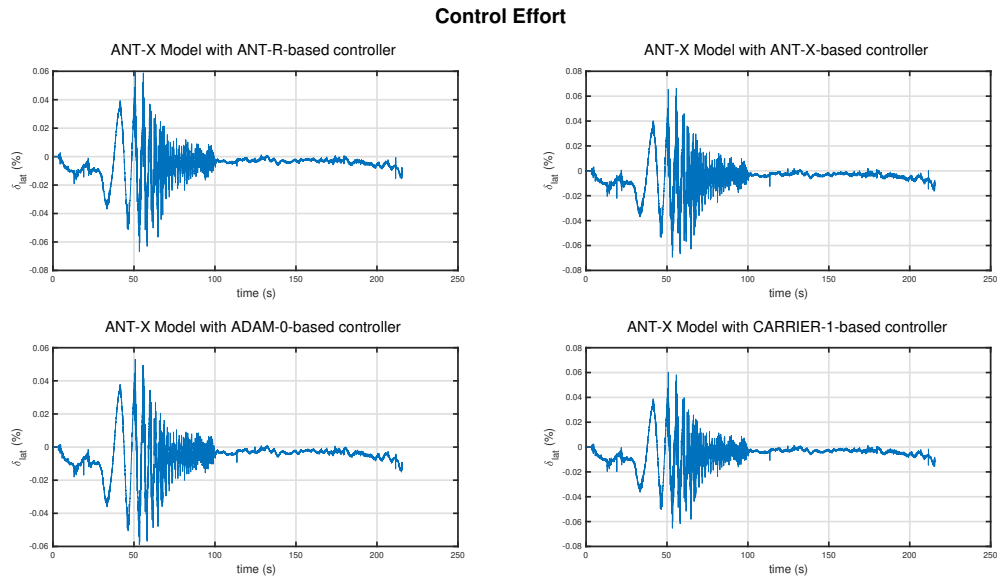 Control Effort
ANT-X Model with ANT-R-based controller
0.06
0.04
0.02
0
-0.02
-0.04
-0.06
-0.08
δlat (%)
0 50 100 150 200 250
time (s)
ANT-X Model with ANT-X-based controller
0.08
0.06
0.04
0.02
0
-0.02
-0.04
-0.06
-0.08
δlat (%)
0 50 100 150 200 250
time (s)
ANT-X Model with ADAM-0-based controller
0.06
0.04
0.02
0
-0.02
-0.04
-0.06
δlat (%)
0 50 100 150 200 250
time (s)
ANT-X Model with CARRIER-1-based controller
0.08
0.06
0.04
0.02
0
-0.02
-0.04
-0.06
-0.08
δlat (%)
0 50 100 150 200 250
time (s)